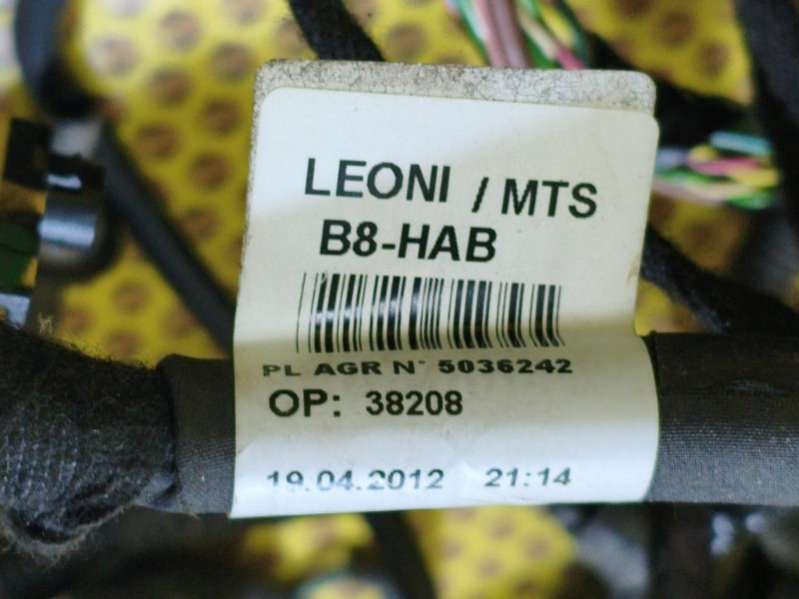 LEONI / MTS
B8-HAB
PL AGR N° 5036242
OP: 38208
19.04.2012 21:14